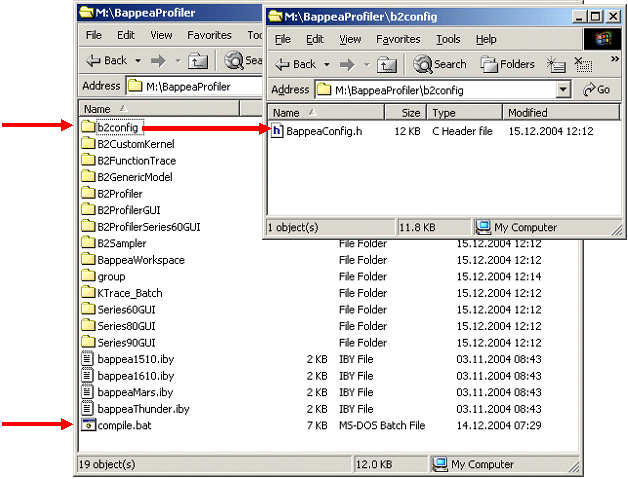 M:\BappeaProfiler
File Edit View Favorites
Back
Address M:\BappeaProfiler
Name
b2config
B2CustomKernel
B2FunctionTrace
B2GenericModel
B2Profiler
B2ProfilerGUI
B2ProfilerSeries60GUI
B2Sampler File Folder 15.12.2004 12:12
BappeaWorkspace File Folder 15.12.2004 12:12
group File Folder 15.12.2004 12:14
KTrace_Batch File Folder 15.12.2004 12:12
Series60GUI File Folder 15.12.2004 12:12
Series80GUI File Folder 15.12.2004 12:12
Series90GUI File Folder 15.12.2004 12:12
bappea1510.iby 2 KB IBY File 03.11.2004 08:43
bappea1610.iby 2 KB IBY File 03.11.2004 08:43
bappeaMars.iby 2 KB IBY File 03.11.2004 08:43
bappeaThunder.iby 2 KB IBY File 03.11.2004 08:43
compile.bat 7 KB MS-DOS Batch File 14.12.2004 07:29
19 object(s) 12.0 KB My Computer
M:\BappeaProfiler\b2config
File Edit View Favorites Tools Help
Back Search Folders »
Address M:\BappeaProfiler\b2config Go
Name Size Type Modified
BappeaConfig.h 12 KB C Header file 15.12.2004 12:12
1 object(s) 11.8 KB My Computer